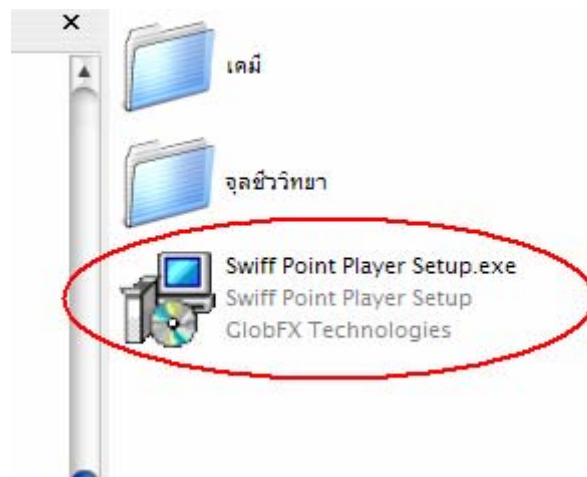 เคมี
จุลชีววิทยา
Swiff Point Player Setup.exe
Swiff Point Player Setup
GlobFX Technologies